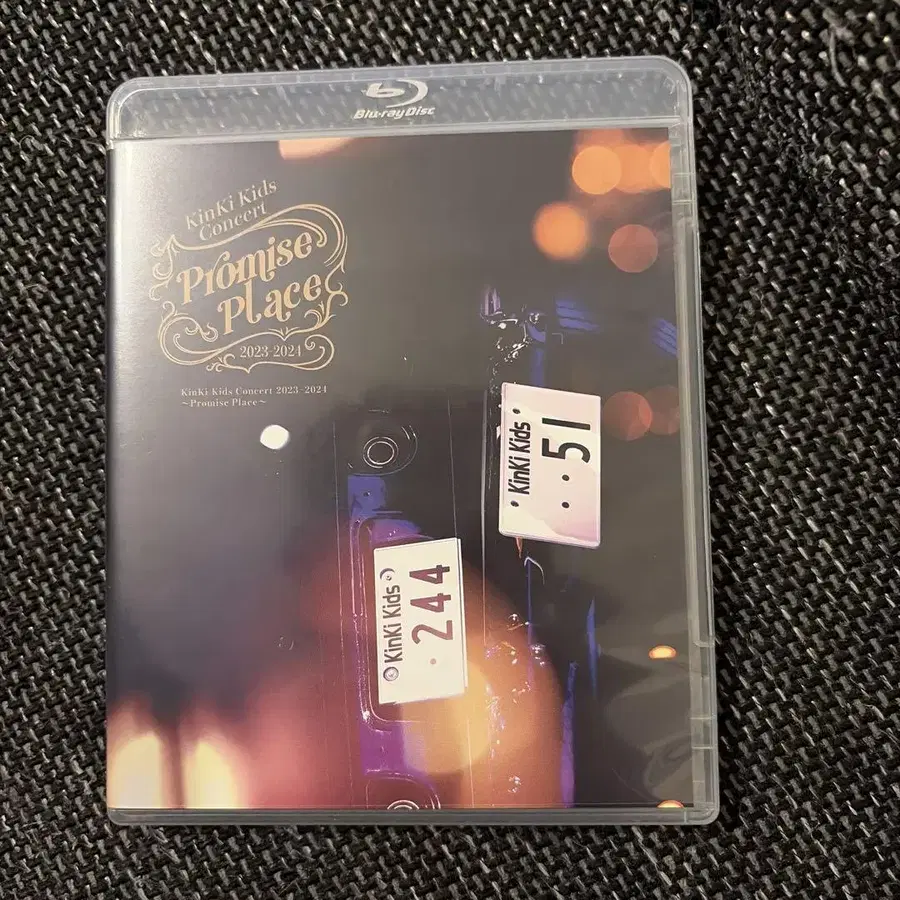 Blu-ray Disc
KinKi Kids
Concert
Promise
Place
2023-2024
KinKi Kids Concert 2023-2024
~Promise Place~
KinKi Kids
・・51
KinKi Kids
・244